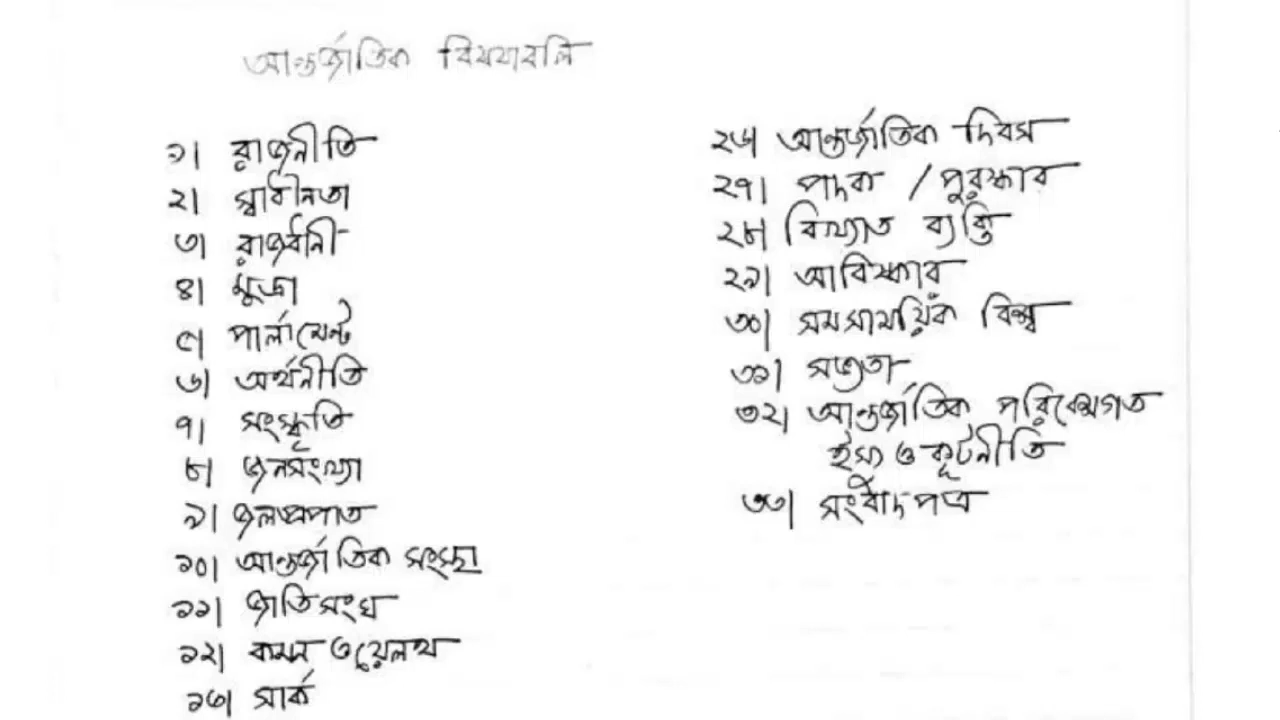 আন্তর্জাতিক বিষয়াবলি
১। রাজনীতি
২। স্বাধীনতা
৩। রাজধানী
৪। মুদ্রা
৫। পার্লামেন্ট
৬। অর্থনীতি
৭। সংস্কৃতি
৮। জনসংখ্যা
৯। জলপ্রপাত
১০। আন্তর্জাতিক সংস্থা
১১। জাতিসংঘ
১২। কমন ওয়েলথ
১৩। সার্ক
২৬। আন্তর্জাতিক দিবস
২৭। পদক / পুরস্কার
২৮। বিখ্যাত ব্যক্তি
২৯। আবিষ্কার
৩০। সমসাময়িক বিশ্ব
৩১। সভ্যতা
৩২। আন্তর্জাতিক পরিবেশগত
ইস্যু ও কূটনীতি
৩৩। সংবাদপত্র